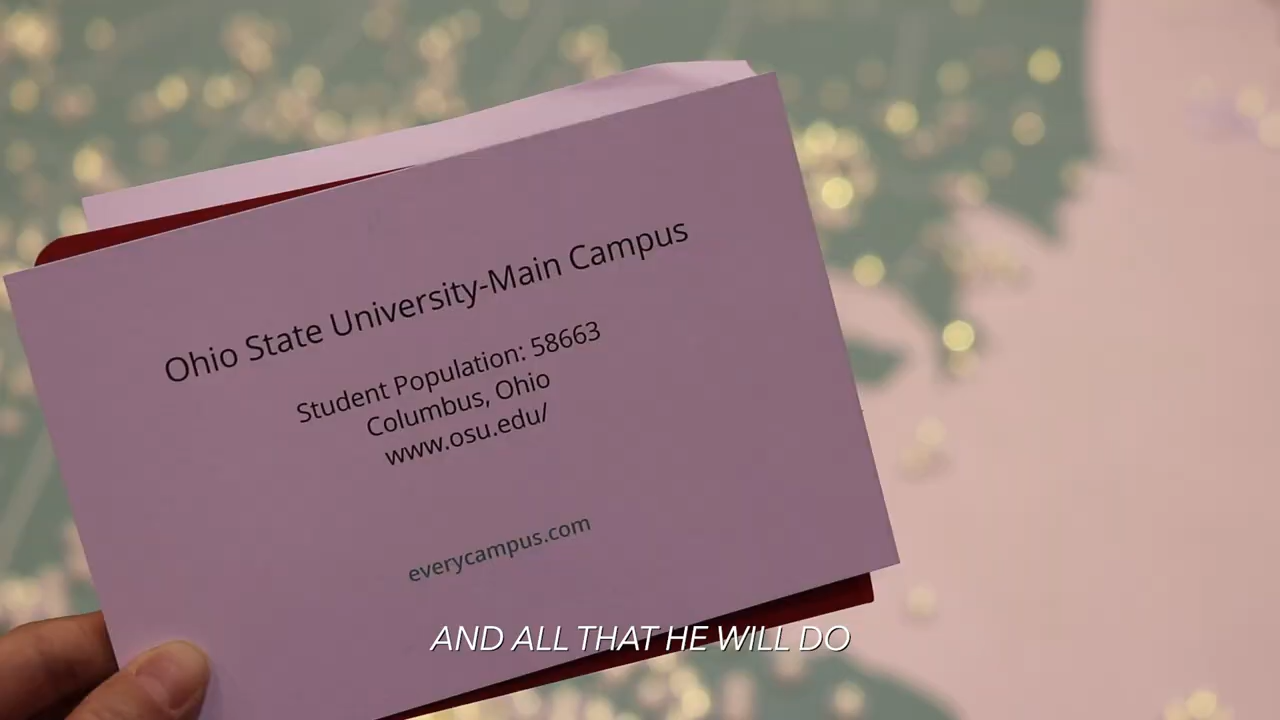 Ohio State University-Main Campus
Student Population: 58663
Columbus, Ohio
www.osu.edu/
everycampus.com
AND ALL THAT HE WILL DO